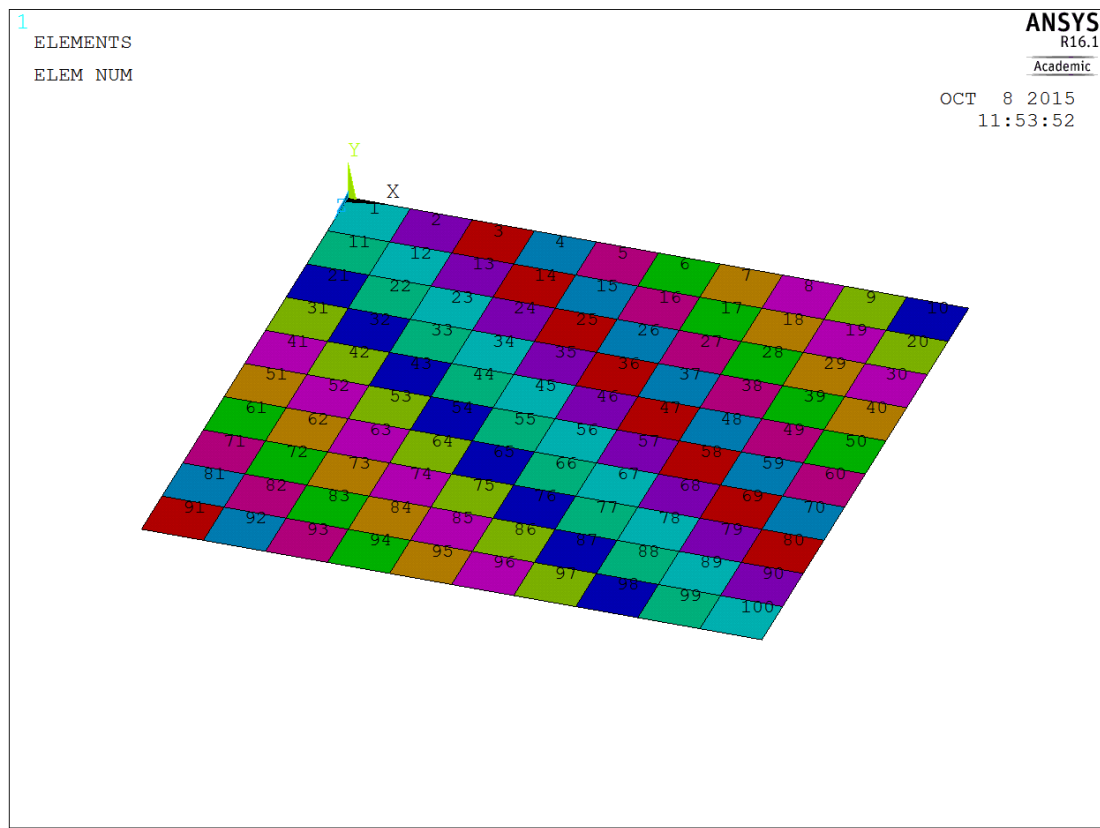 1
ELEMENTS
ELEM NUM
ANSYS
R16.1
Academic
OCT 8 2015
11:53:52
Y
X
Z
1 2 3 4 5 6 7 8 9 10
11 12 13 14 15 16 17 18 19 20
21 22 23 24 25 26 27 28 29 30
31 32 33 34 35 36 37 38 39 40
41 42 43 44 45 46 47 48 49 50
51 52 53 54 55 56 57 58 59 60
61 62 63 64 65 66 67 68 69 70
71 72 73 74 75 76 77 78 79 80
81 82 83 84 85 86 87 88 89 90
91 92 93 94 95 96 97 98 99 100